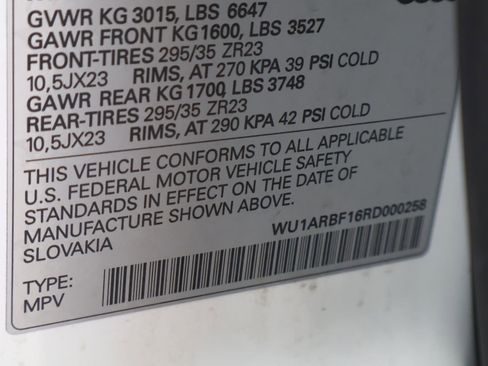 GVWR KG 3015, LBS 6647
GAWR FRONT KG1600, LBS 3527
FRONT-TIRES 295/35 ZR23
10,5JX23 RIMS, AT 270 KPA 39 PSI COLD
GAWR REAR KG 1700, LBS 3748
REAR-TIRES 295/35 ZR23
10,5JX23 RIMS, AT 290 KPA 42 PSI COLD
THIS VEHICLE CONFORMS TO ALL APPLICABLE
U.S. FEDERAL MOTOR VEHICLE SAFETY
STANDARDS IN EFFECT ON THE DATE OF
MANUFACTURE SHOWN ABOVE.
SLOVAKIA WU1ARBF16RD000258
TYPE:
MPV